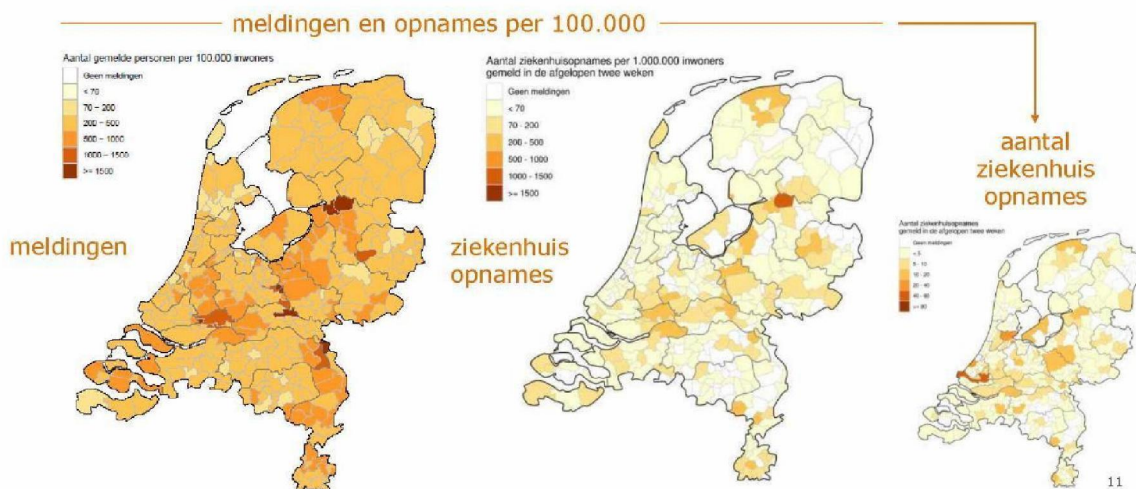 meldingen en opnames per 100.000
Aantal gemelde personen per 100.000 inwoners
Geen meldingen
< 70
70 – 200
200 – 500
500 – 1000
1000 – 1500
>= 1500
meldingen
Aantal ziekenhuisopnames per 1.000.000 inwoners
gemeld in de afgelopen twee weken
Geen meldingen
< 70
70 - 200
200 - 500
500 - 1000
1000 - 1500
>= 1500
ziekenhuis
opnames
aantal
ziekenhuis
opnames
Aantal ziekenhuisopnames
gemeld in de afgelopen twee weken
Geen meldingen
< 5
5 - 10
10 - 20
20 - 40
40 - 80
>= 80
11